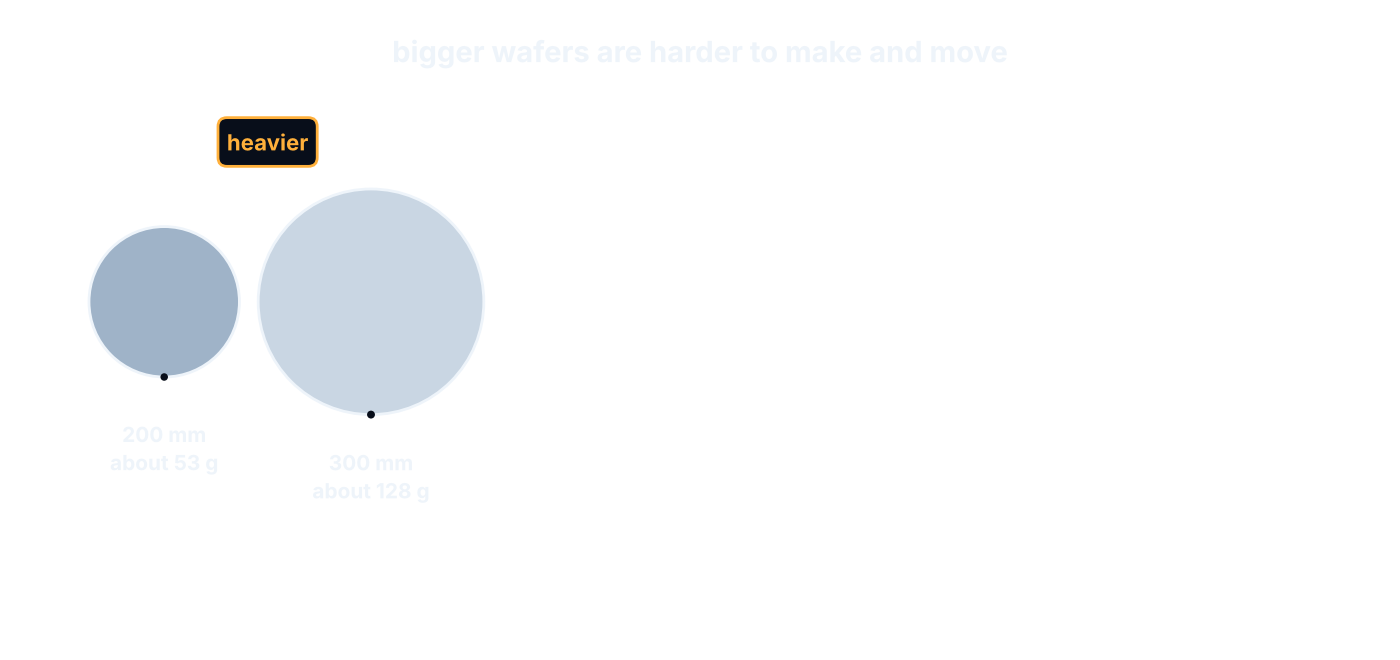 bigger wafers are harder to make and move
heavier
200 mm
about 53 g
300 mm
about 128 g